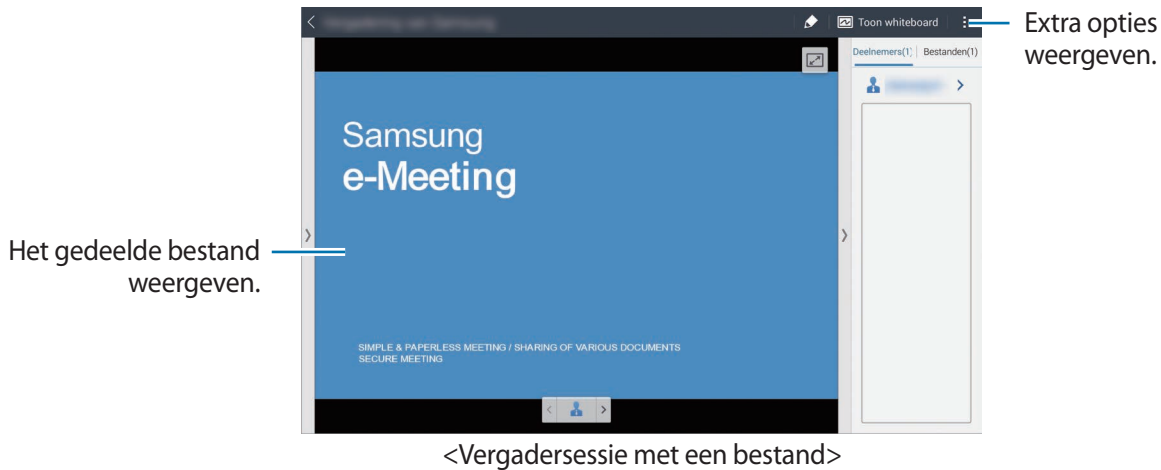 Toon whiteboard
Extra opties
weergeven.
Deelnemers(1)
Bestanden(1)
Samsung
e-Meeting
Het gedeelde bestand
weergeven.
SIMPLE & PAPERLESS MEETING / SHARING OF VARIOUS DOCUMENTS
SECURE MEETING
<Vergadersessie met een bestand>